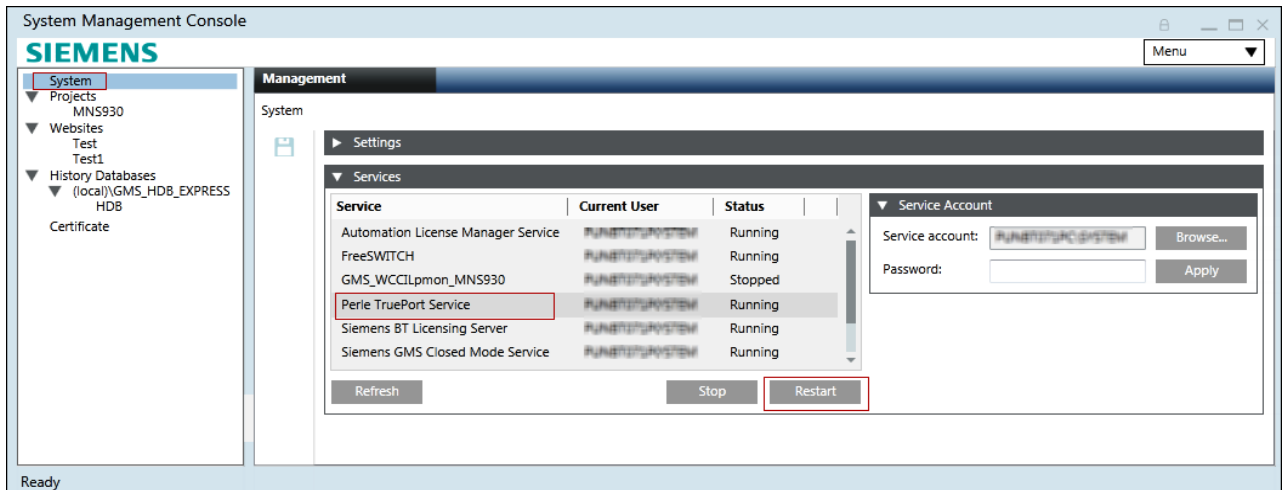 System Management Console
SIEMENS
Menu
System
Projects
MNS930
Websites
Test
Test1
History Databases
(local)\GMS_HDB_EXPRESS
HDB
Certificate
Management
System
Settings
Services
Service Current User Status
Automation License Manager Service Running
FreeSWITCH Running
GMS_WCCILpmon_MNS930 Stopped
Perle TruePort Service Running
Siemens BT Licensing Server Running
Siemens GMS Closed Mode Service Running
Refresh Stop Restart
Service Account
Service account: Browse...
Password: Apply
Ready